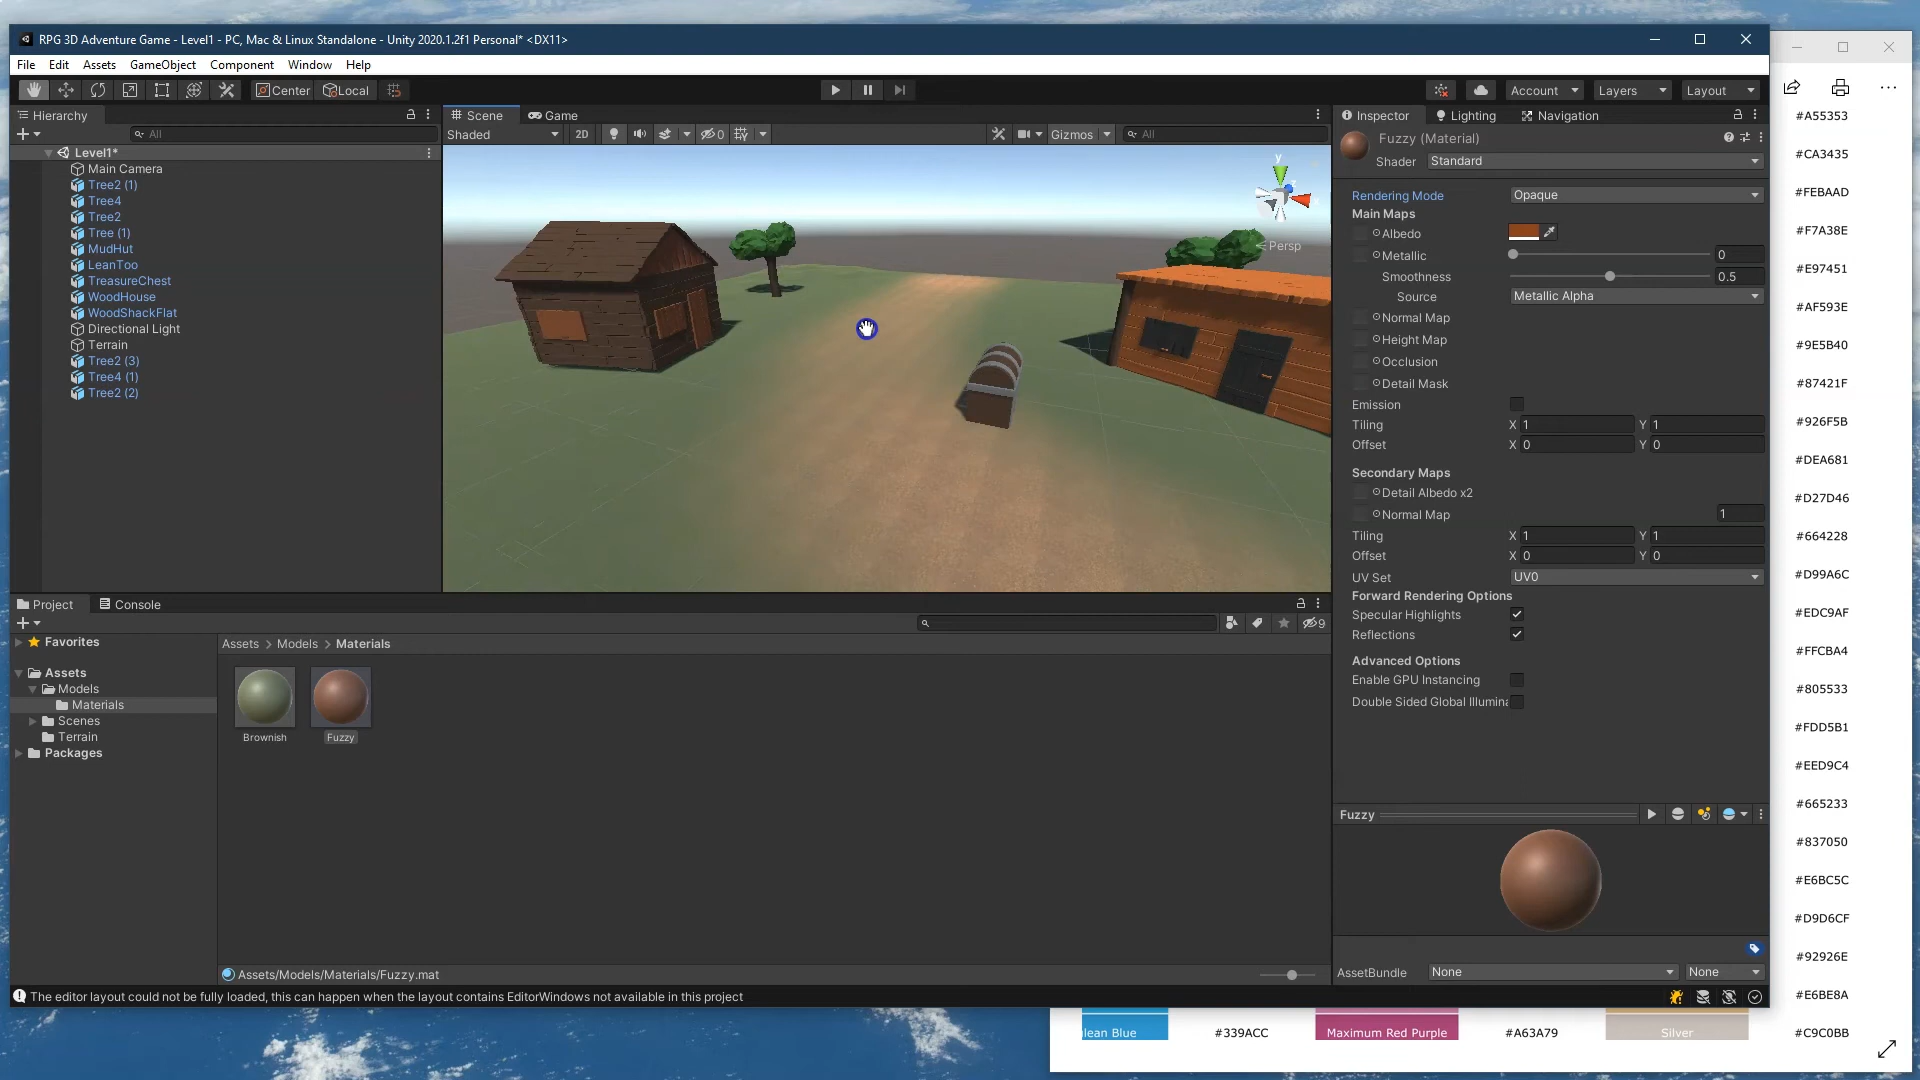 RPG 3D Adventure Game - Level1 - PC, Mac & Linux Standalone - Unity 2020.1.2f1 Personal* <DX11>
File Edit Assets GameObject Component Window Help
Center Local Account Layers Layout
Hierarchy
All
Level1*
Main Camera
Tree2 (1)
Tree4
Tree2
Tree (1)
MudHut
LeanToo
TreasureChest
WoodHouse
WoodShackFlat
Directional Light
Terrain
Tree2 (3)
Tree4 (1)
Tree2 (2)
Scene Game
Shaded 2D 0 Gizmos All
y
Persp
Inspector Lighting Navigation
Fuzzy (Material)
Shader Standard
Rendering Mode Opaque
Main Maps
Albedo
Metallic 0
Smoothness 0.5
Source Metallic Alpha
Normal Map
Height Map
Occlusion
Detail Mask
Emission
Tiling X 1 Y 1
Offset X 0 Y 0
Secondary Maps
Detail Albedo x2
Normal Map 1
Tiling X 1 Y 1
Offset X 0 Y 0
UV Set UV0
Forward Rendering Options
Specular Highlights
Reflections
Advanced Options
Enable GPU Instancing
Double Sided Global Illumina
Fuzzy
AssetBundle None None
Project Console
9
Favorites
Assets
Models
Materials
Scenes
Terrain
Packages
Assets > Models > Materials
Brownish
Fuzzy
Assets/Models/Materials/Fuzzy.mat
The editor layout could not be fully loaded, this can happen when the layout contains EditorWindows not available in this project
#A55353
#CA3435
#FEBAAD
#F7A38E
#E97451
#AF593E
#9E5B40
#87421F
#926F5B
#DEA681
#D27D46
#664228
#D99A6C
#EDC9AF
#FFCBA4
#805533
#FDD5B1
#EED9C4
#665233
#837050
#E6BC5C
#D9D6CF
#92926E
#E6BE8A
lean Blue #339ACC Maximum Red Purple #A63A79 Silver #C9C0BB